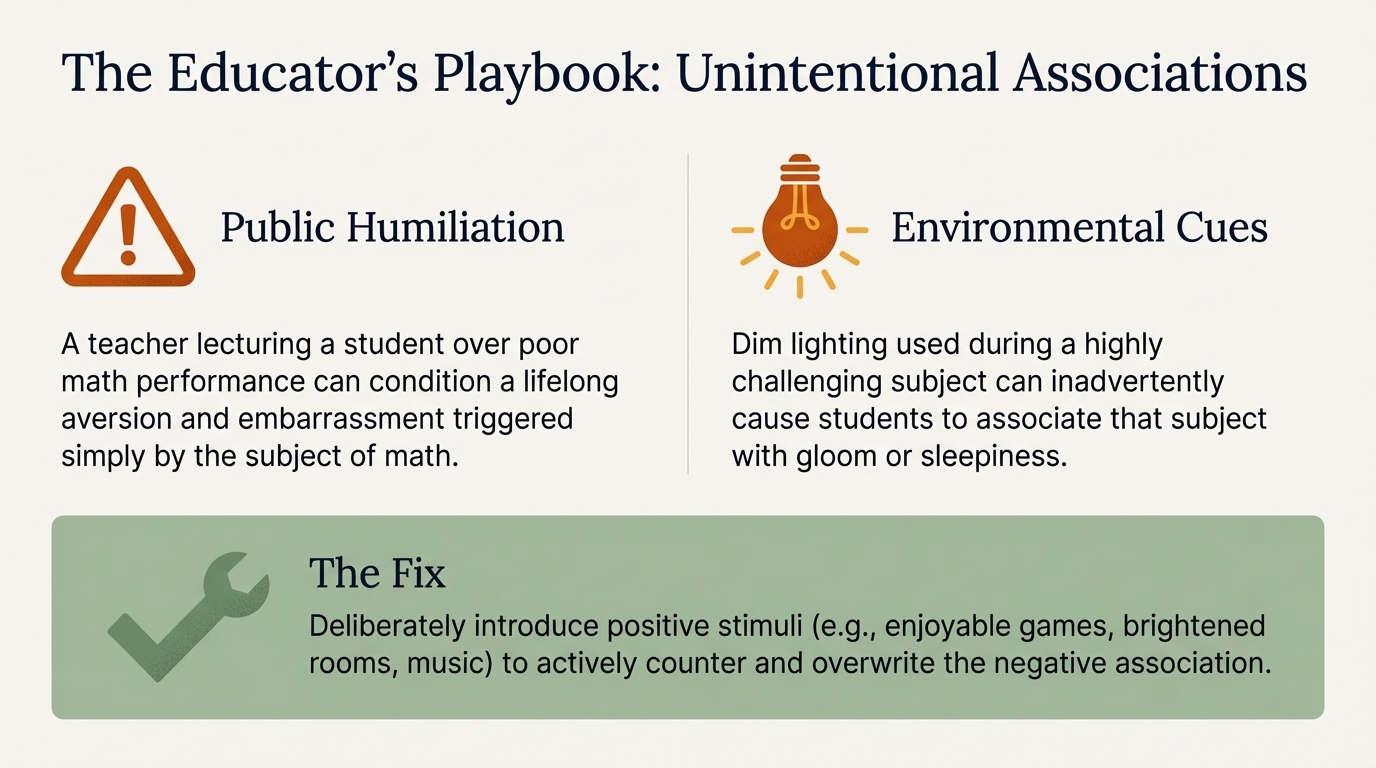 The Educator’s Playbook: Unintentional Associations
Public Humiliation
A teacher lecturing a student over poor
math performance can condition a lifelong
aversion and embarrassment triggered
simply by the subject of math.
Environmental Cues
Dim lighting used during a highly
challenging subject can inadvertently
cause students to associate that subject
with gloom or sleepiness.
The Fix
Deliberately introduce positive stimuli (e.g., enjoyable games, brightened
rooms, music) to actively counter and overwrite the negative association.